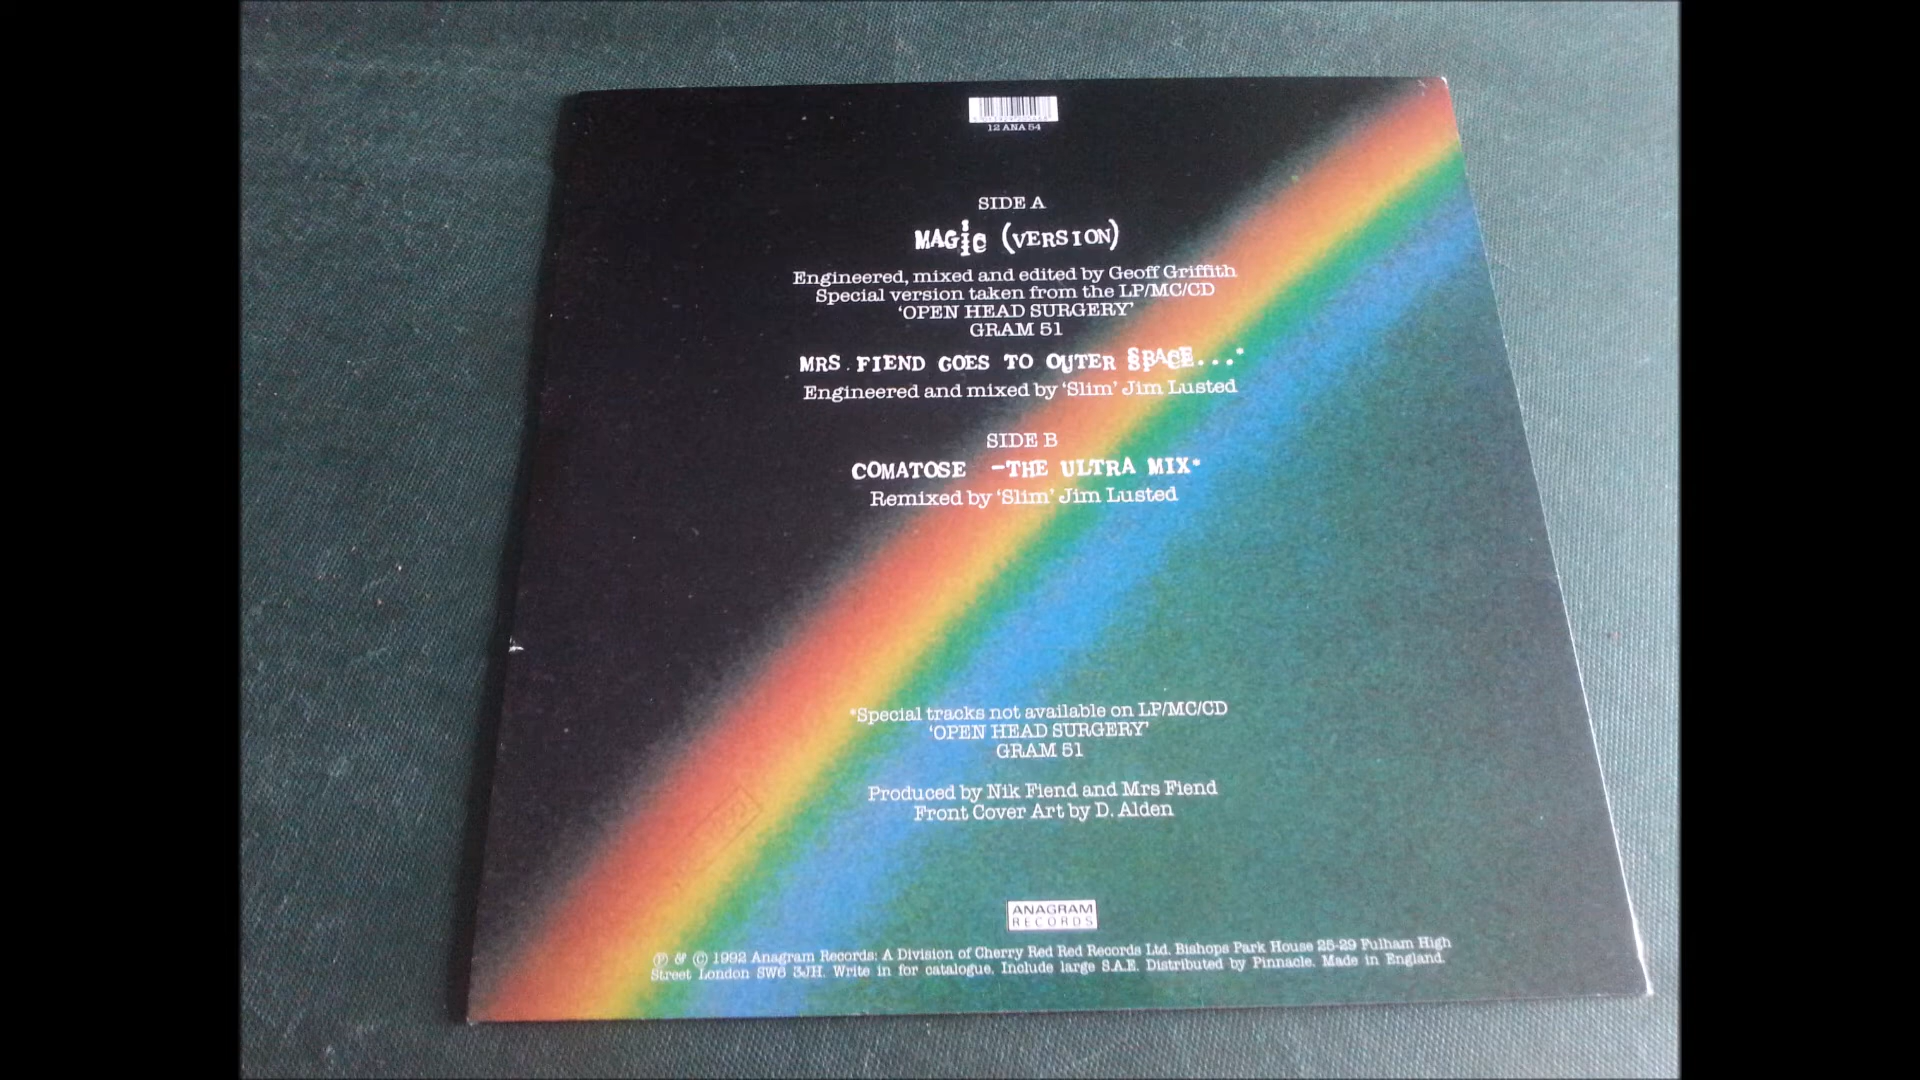 12 ANA 54
SIDE A
MAGiC (VERSION)
Engineered, mixed and edited by Geoff Griffith
Special version taken from the LP/MC/CD
'OPEN HEAD SURGERY'
GRAM 51
MRS. FIEND GOES TO OUTER SPACE...*
Engineered and mixed by 'Slim' Jim Lusted
SIDE B
COMATOSE -THE ULTRA MIX*
Remixed by 'Slim' Jim Lusted
*Special tracks not available on LP/MC/CD
'OPEN HEAD SURGERY'
GRAM 51
Produced by Nik Fiend and Mrs Fiend
Front Cover Art by D. Alden
ANAGRAM
RECORDS
℗ & © 1992 Anagram Records: A Division of Cherry Red Red Records Ltd. Bishops Park House 25-29 Fulham High
Street London SW6 3JH. Write in for catalogue. Include large S.A.E. Distributed by Pinnacle. Made in England.